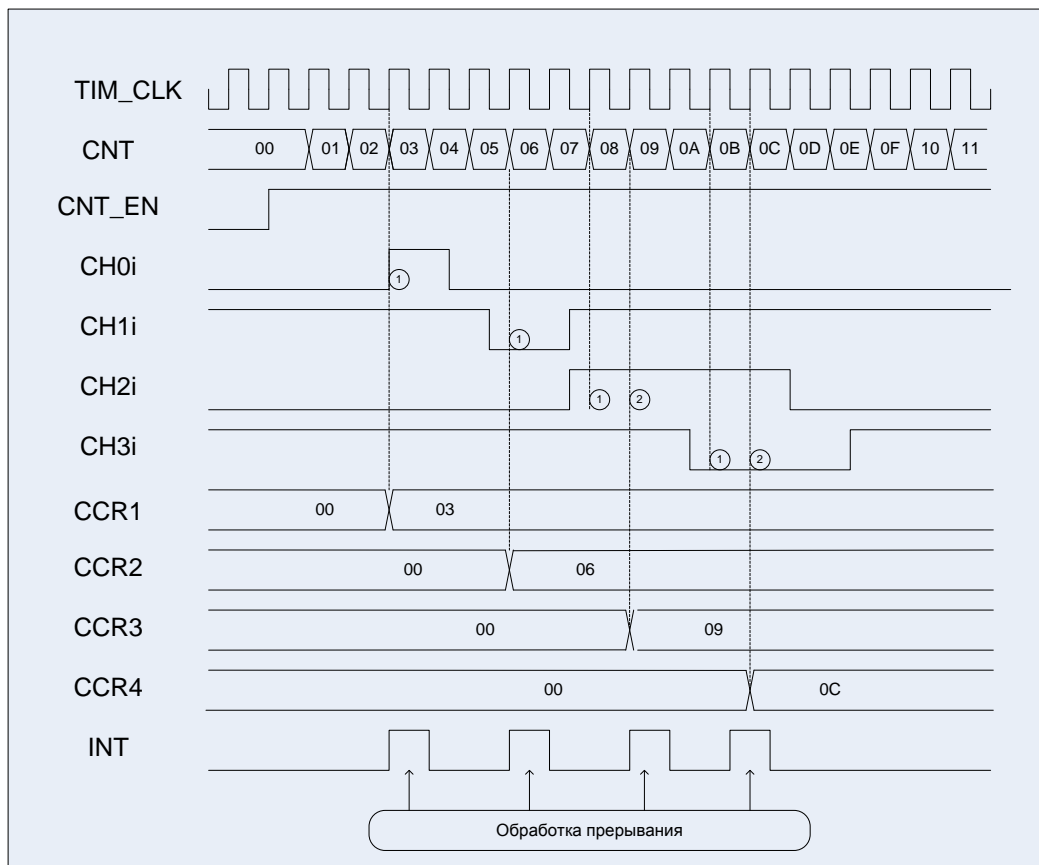 TIM_CLK
CNT 00 01 02 03 04 05 06 07 08 09 0A 0B 0C 0D 0E 0F 10 11
CNT_EN
CH0i 1
CH1i 1
CH2i 1 2
CH3i 1 2
CCR1 00 03
CCR2 00 06
CCR3 00 09
CCR4 00 0C
INT
Обработка прерывания